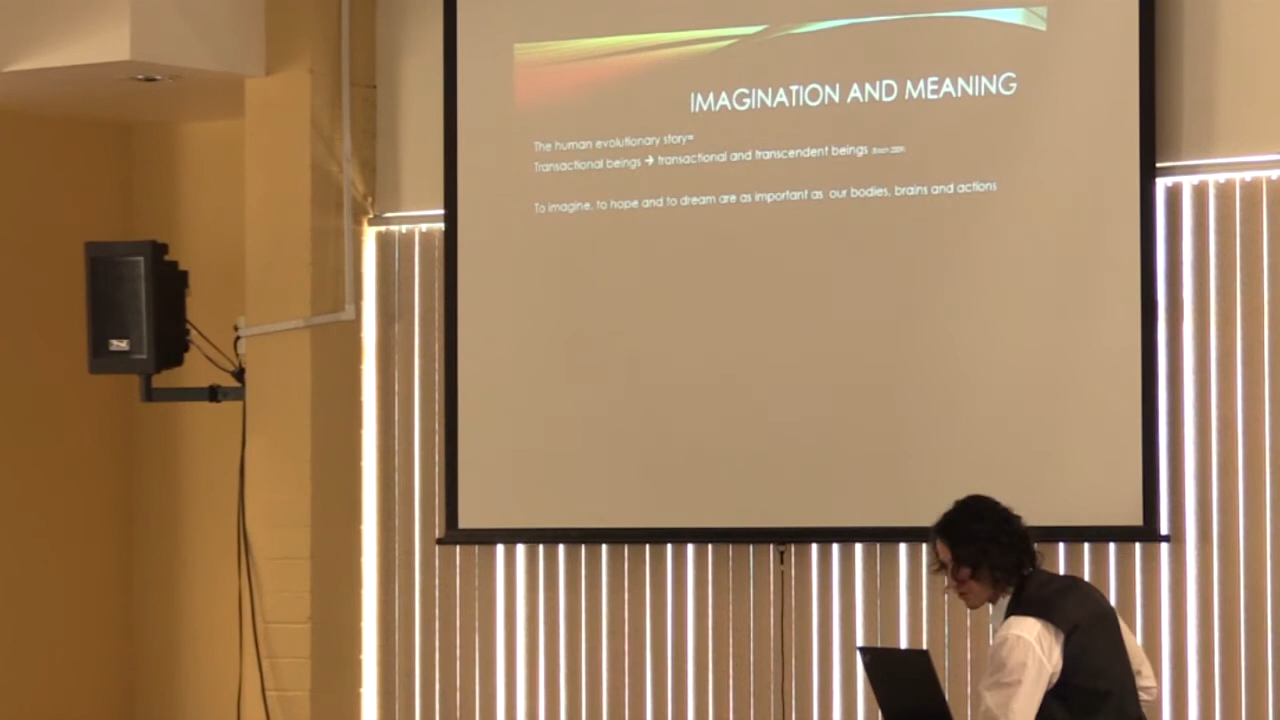 IMAGINATION AND MEANING
The human evolutionary story=
Transactional beings → transactional and transcendent beings
To imagine, to hope and to dream are as important as our bodies, brains and actions